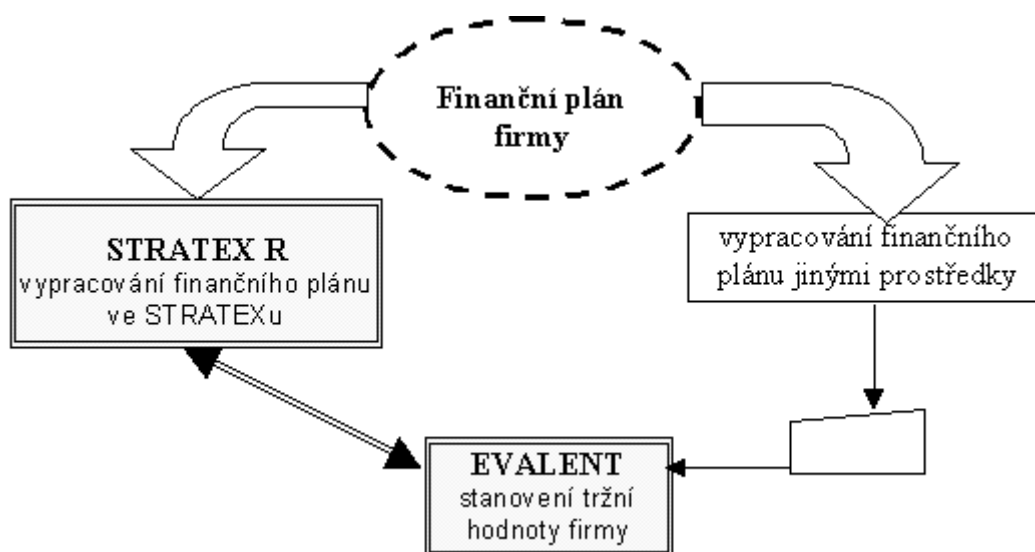 Finanční plán
firmy
STRATEX R
vypracování finančního plánu
ve STRATEXu
vypracování finančního
plánu jinými prostředky
EVALENT
stanovení tržní
hodnoty firmy